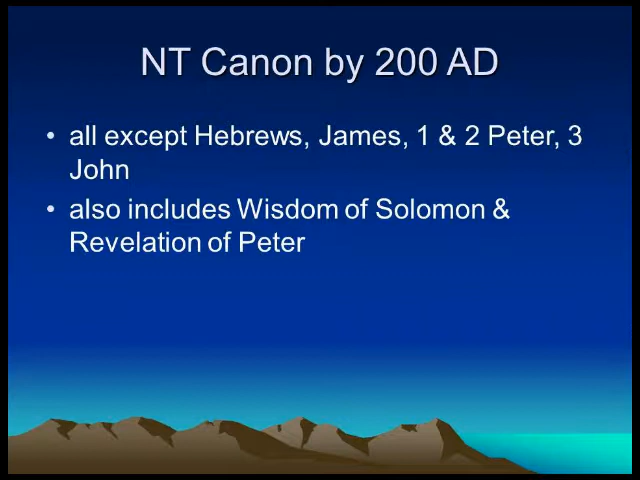 NT Canon by 200 AD
• all except Hebrews, James, 1 & 2 Peter, 3
John
• also includes Wisdom of Solomon &
Revelation of Peter